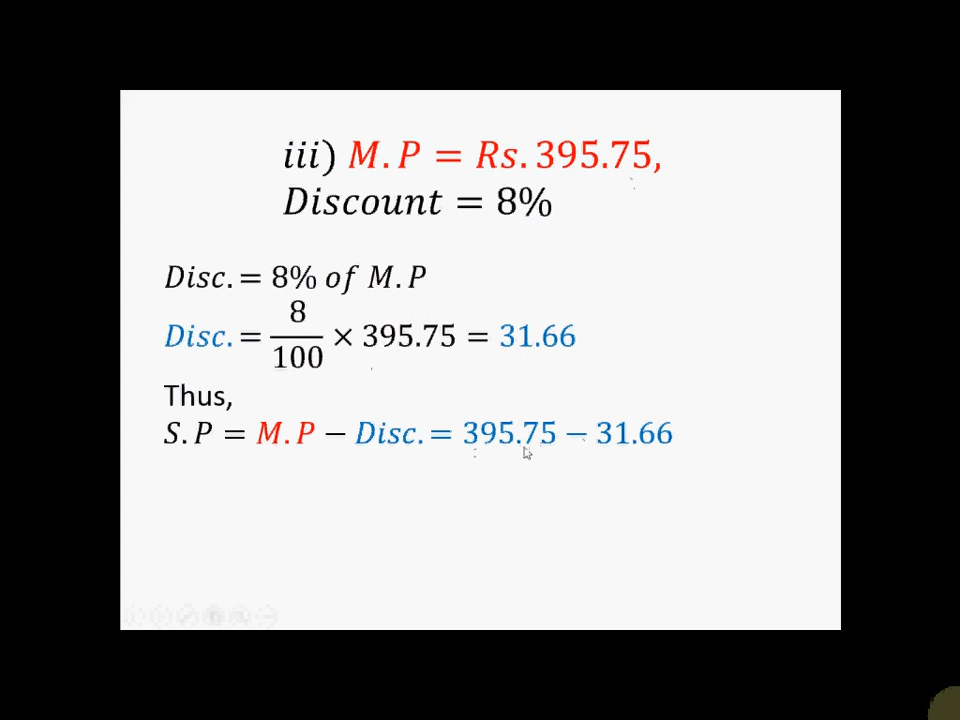 iii) M.P = Rs.395.75,
Discount = 8%
Disc.= 8% of M.P
Disc.= 8/100 × 395.75 = 31.66
Thus,
S.P = M.P − Disc.= 395.75 − 31.66